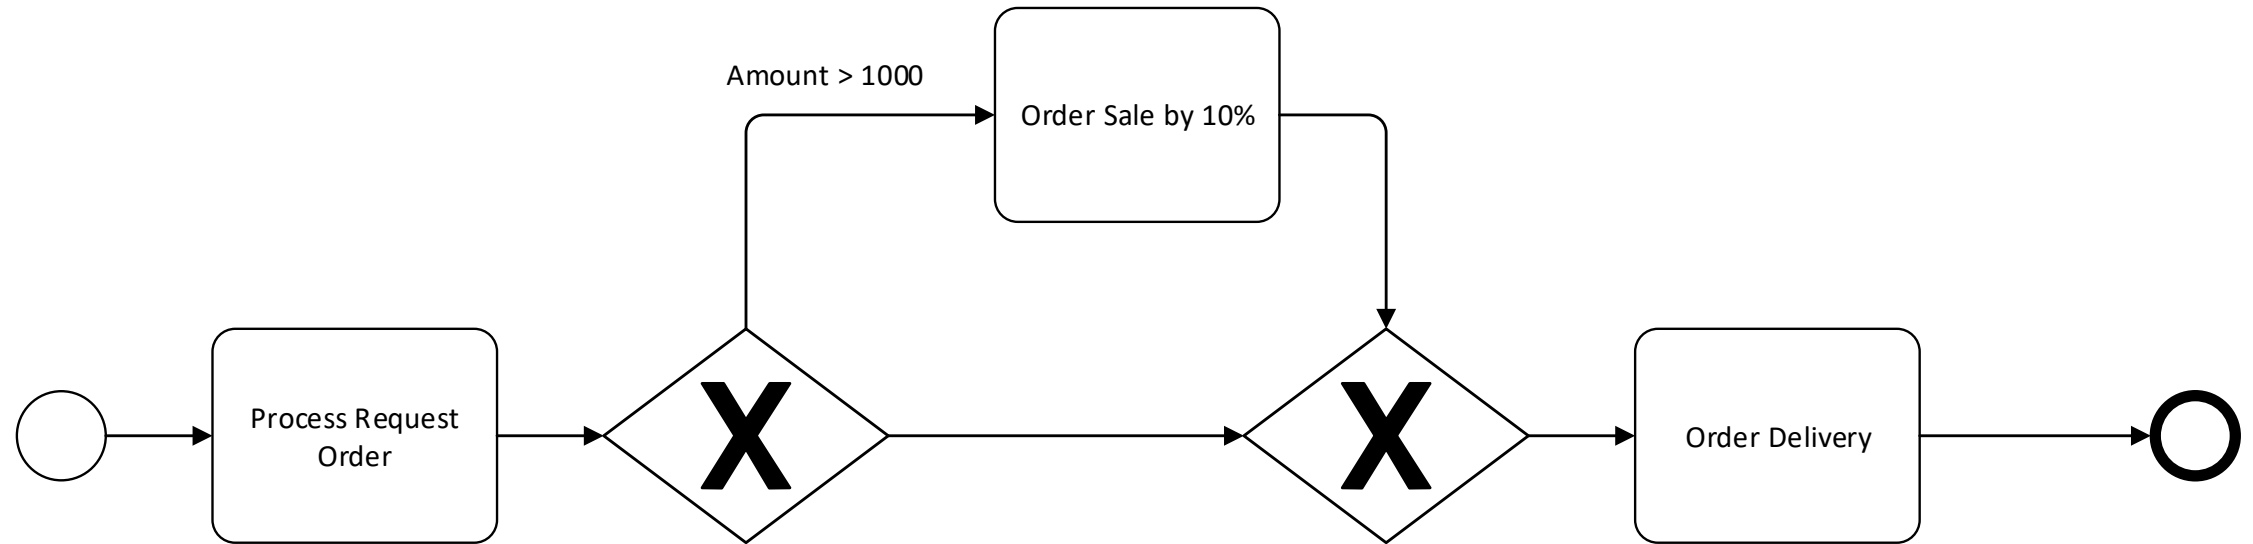 Amount > 1000
Order Sale by 10%
Process Request
Order
X
X
Order Delivery